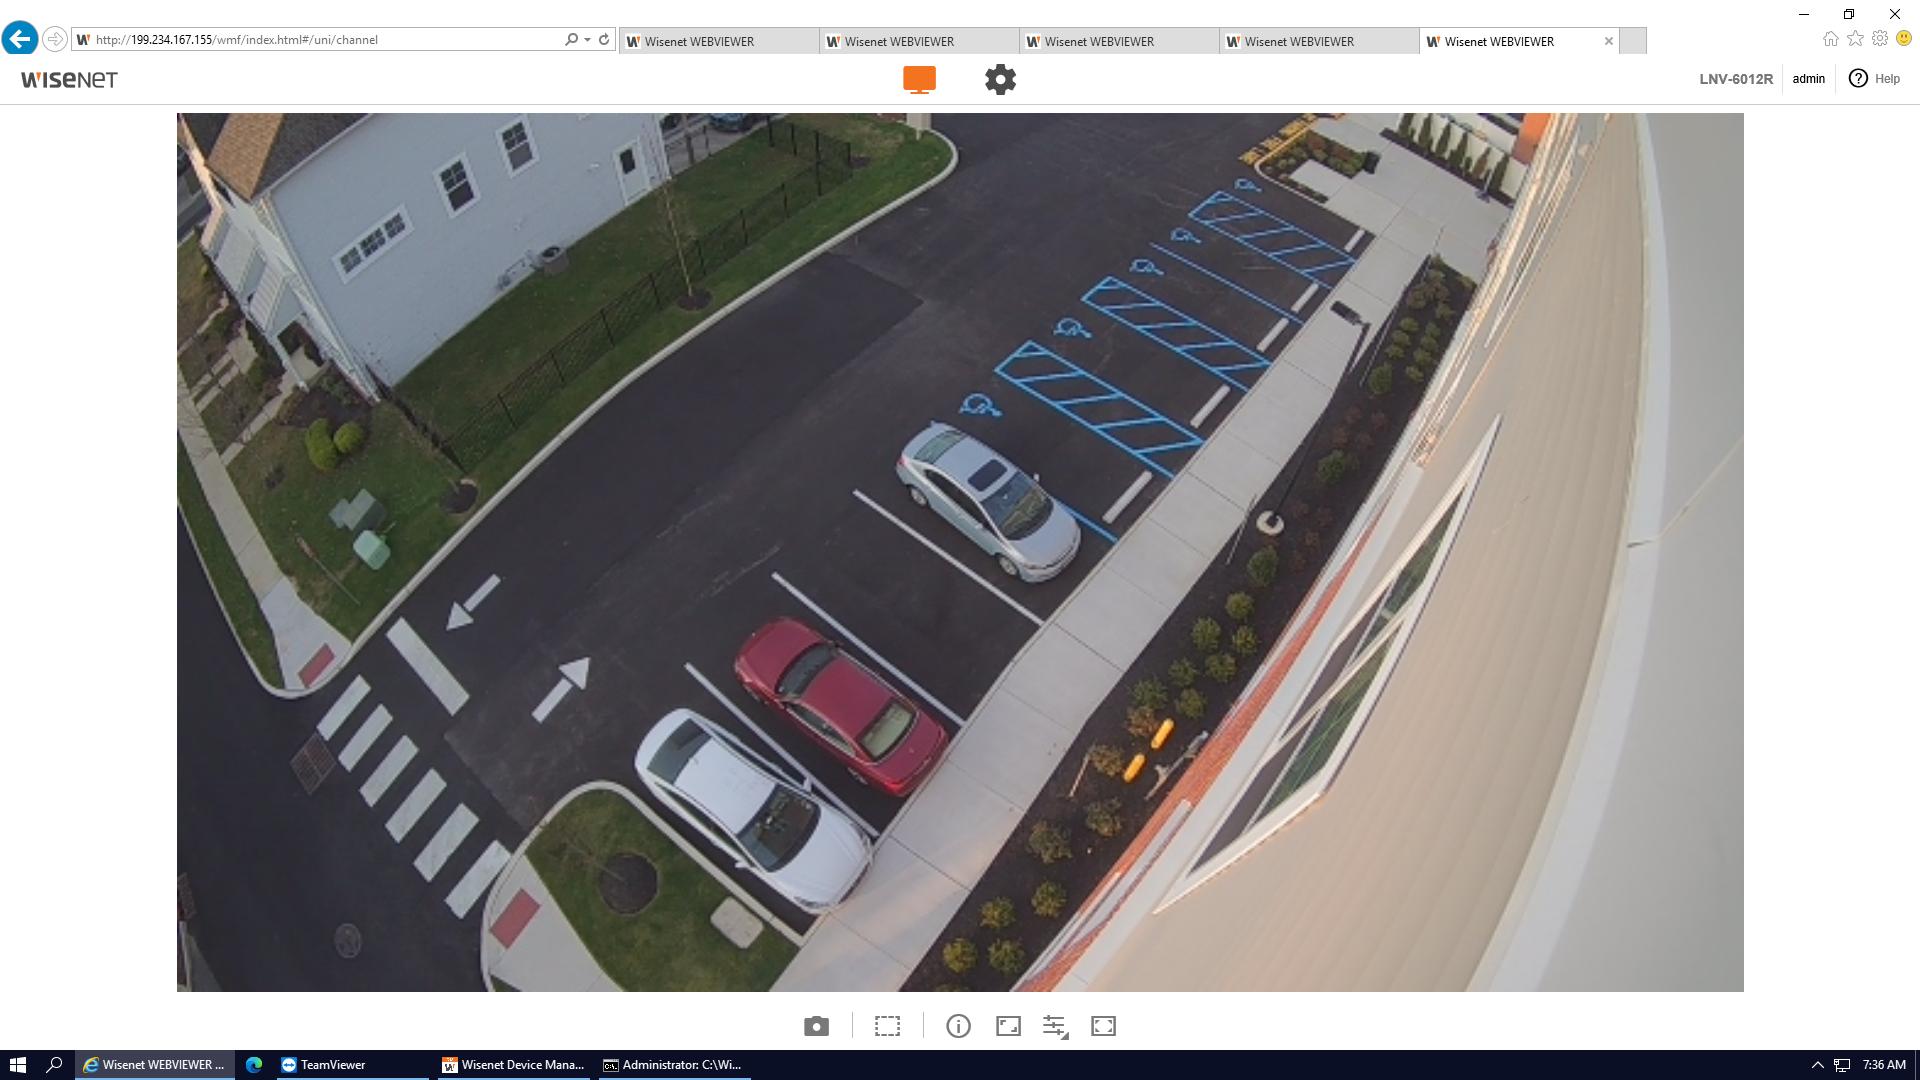 http://199.234.167.155/wmf/index.html#/uni/channel
Wisenet WEBVIEWER
Wisenet WEBVIEWER
Wisenet WEBVIEWER
Wisenet WEBVIEWER
Wisenet WEBVIEWER
WISENET
LNV-6012R
admin
? Help
Wisenet WEBVIEWER ...
TeamViewer
Wisenet Device Mana...
Administrator: C:\Wi...
7:36 AM